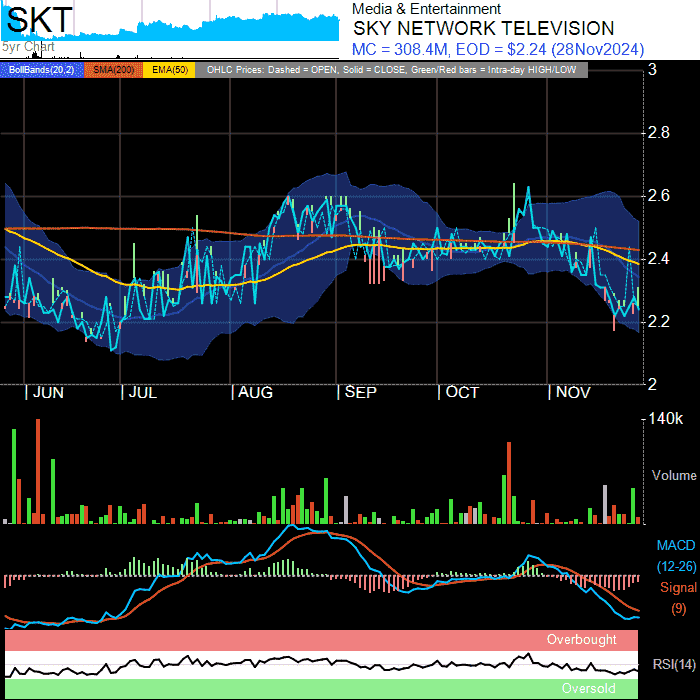 SKT
5yr Chart
Media & Entertainment
SKY NETWORK TELEVISION
MC = 308.4M, EOD = $2.24 (28Nov2024)
BollBands(20,2) SMA(200) EMA(50) OHLC Prices: Dashed = OPEN, Solid = CLOSE, Green/Red bars = Intra-day HIGH/LOW
3
2.8
2.6
2.4
2.2
2
JUN JUL AUG SEP OCT NOV
140k
Volume
MACD
(12-26)
Signal
(9)
Overbought
RSI(14)
Oversold